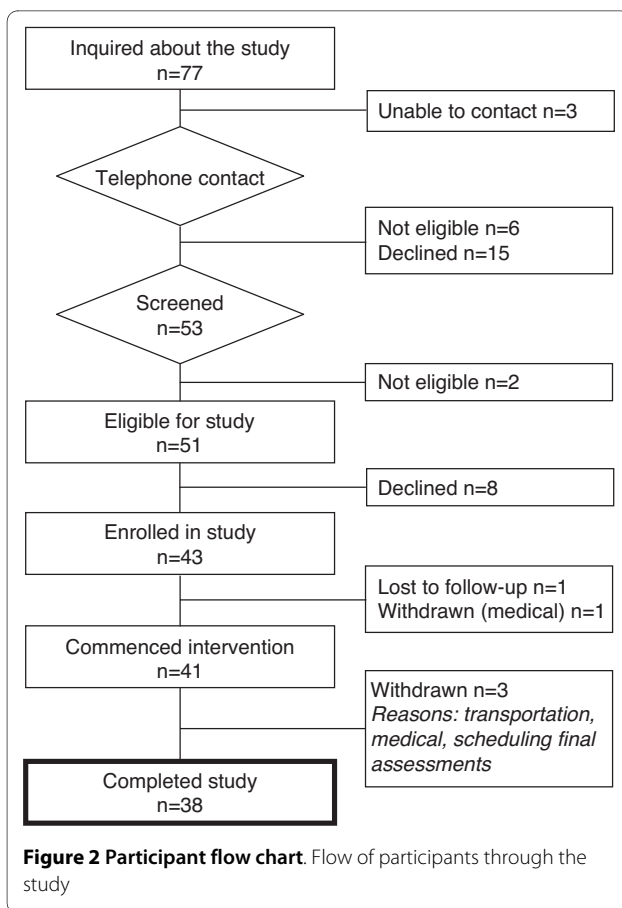 Inquired about the study
n=77
Unable to contact n=3
Telephone contact
Not eligible n=6
Declined n=15
Screened
n=53
Not eligible n=2
Eligible for study
n=51
Declined n=8
Enrolled in study
n=43
Lost to follow-up n=1
Withdrawn (medical) n=1
Commenced intervention
n=41
Withdrawn n=3
Reasons: transportation,
medical, scheduling final
assessments
Completed study
n=38
Figure 2 Participant flow chart. Flow of participants through the
study